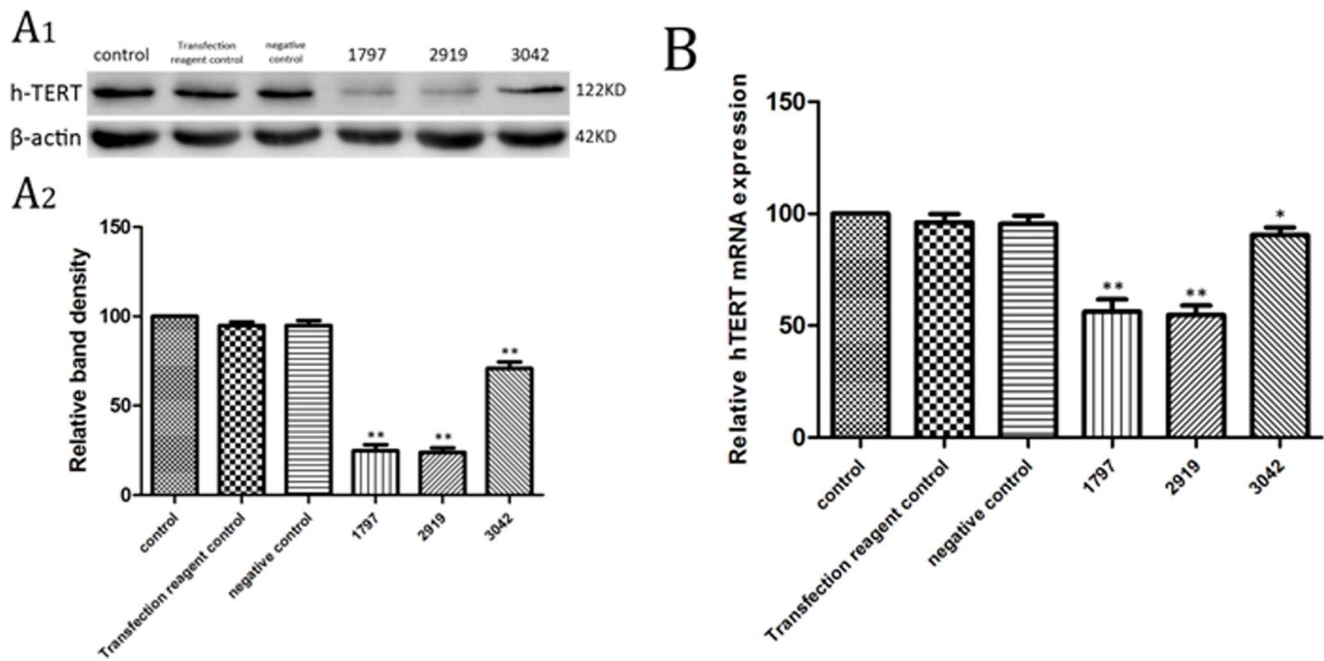 A1
control Transfection reagent control negative control 1797 2919 3042
h-TERT 122KD
β-actin 42KD
A2
Relative band density
150
100
50
0
control
Transfection reagent control
negative control
1797
2919
3042
** ** **
B
Relative hTERT mRNA expression
150
100
50
0
control
Transfection reagent control
negative control
1797
2919
3042
** ** *